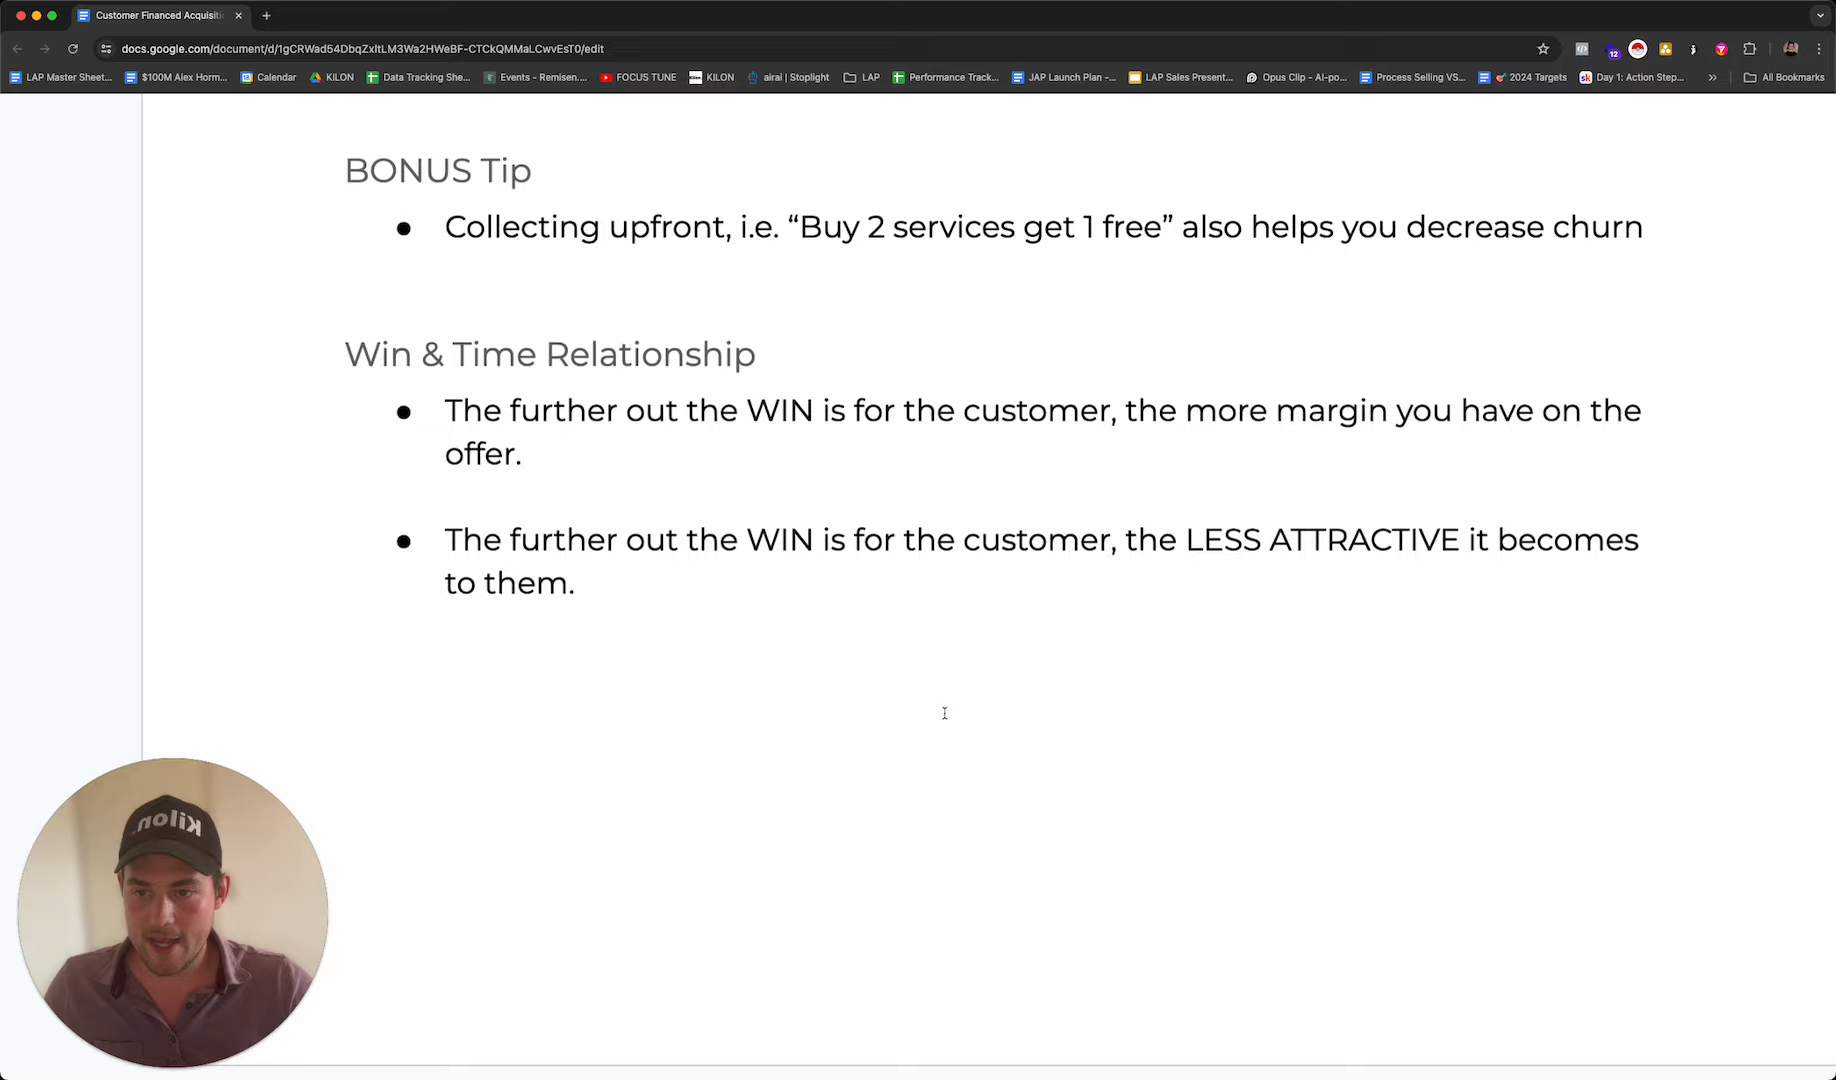 Customer Financed Acquisiti
docs.google.com/document/d/1gCRWad54DbqZxItLM3Wa2HWeBF-CTCkQMMaLCwvEsT0/edit
12
LAP Master Sheet... $100M Alex Horm... Calendar KILON Data Tracking She... Events - Remisen.... FOCUS TUNE KILON airai | Stoplight LAP Performance Track... JAP Launch Plan -... LAP Sales Present... Opus Clip - AI-po... Process Selling VS... 2024 Targets sk Day 1: Action Step... » All Bookmarks
BONUS Tip
● Collecting upfront, i.e. “Buy 2 services get 1 free” also helps you decrease churn
Win & Time Relationship
● The further out the WIN is for the customer, the more margin you have on the
offer.
● The further out the WIN is for the customer, the LESS ATTRACTIVE it becomes
to them.
kilon.